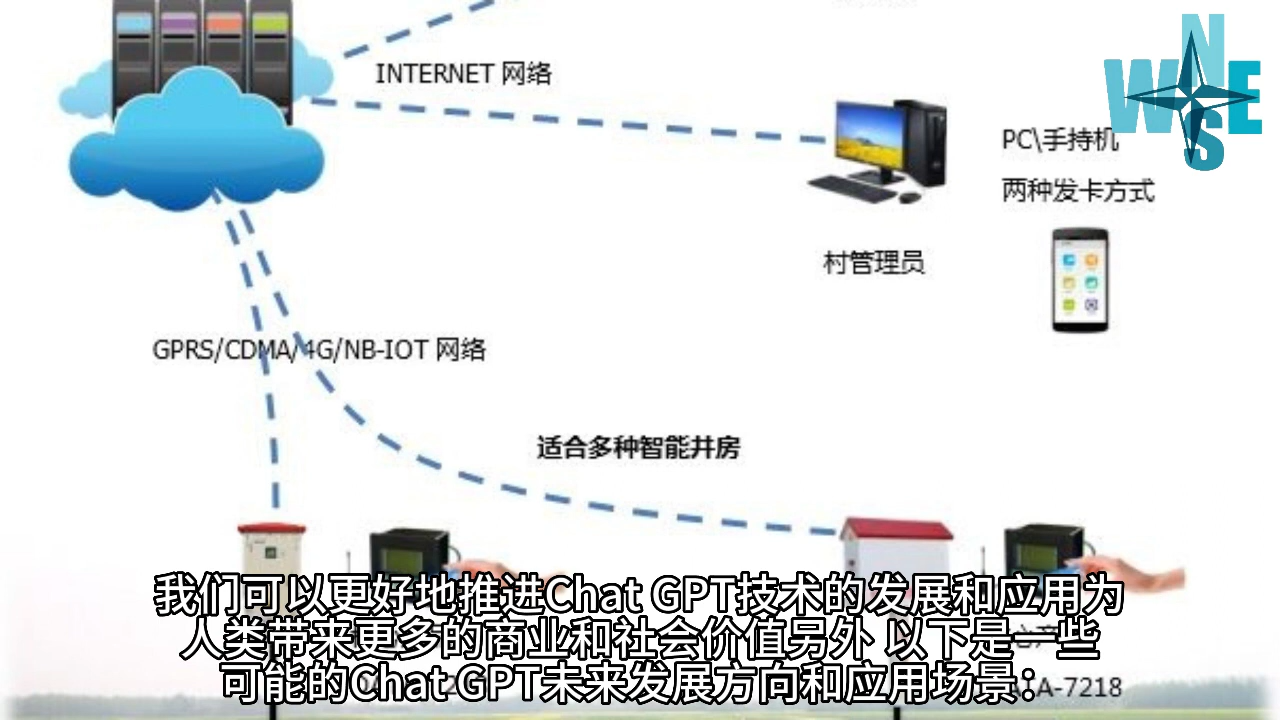 INTERNET 网络
N
W E
S
PC\手持机
两种发卡方式
村管理员
GPRS/CDMA/4G/NB-IOT 网络
适合多种智能井房
我们可以更好地推进Chat GPT技术的发展和应用为
人类带来更多的商业和社会价值另外 以下是一些
可能的Chat GPT未来发展方向和应用场景：
A-7218